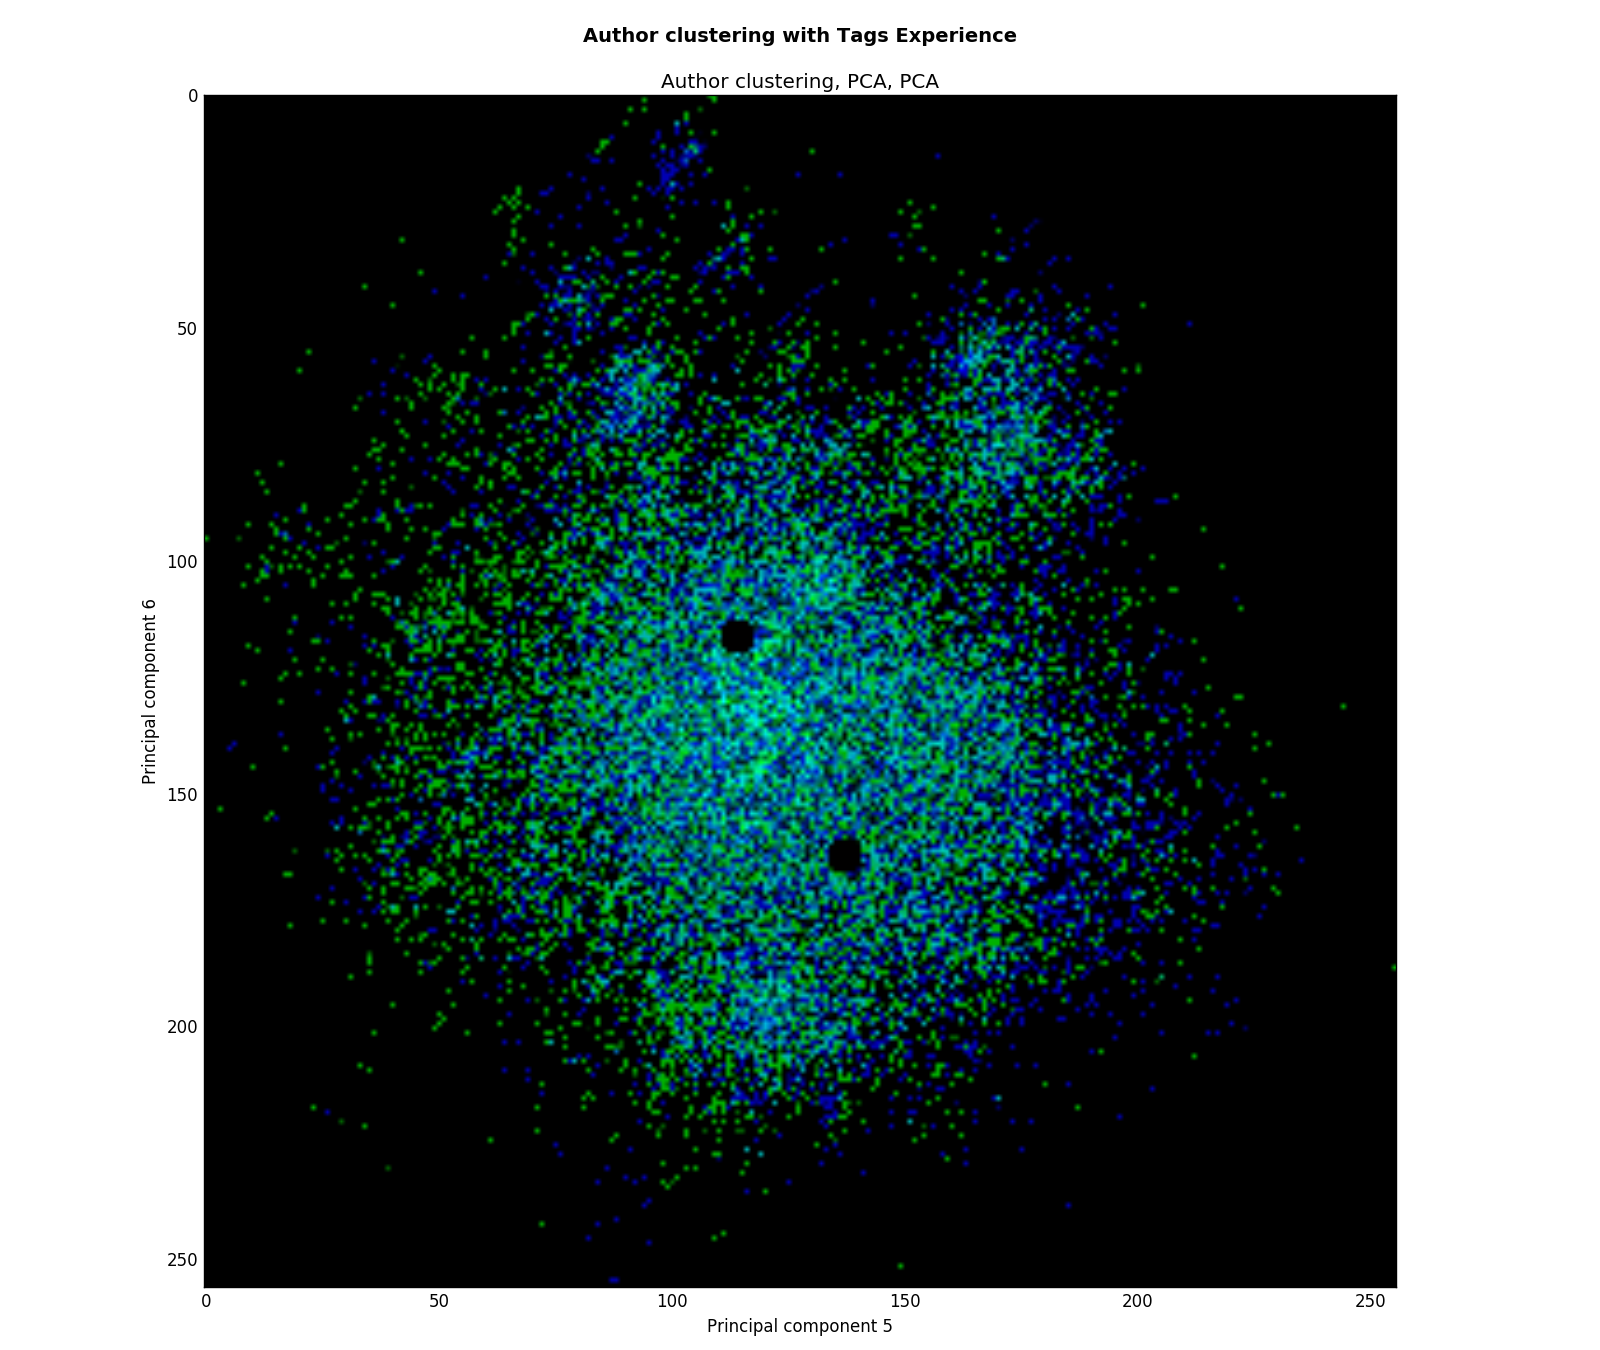 Author clustering with Tags Experience
Author clustering, PCA, PCA
0
50
100
150
200
250
Principal component 6
0 50 100 150 200 250
Principal component 5